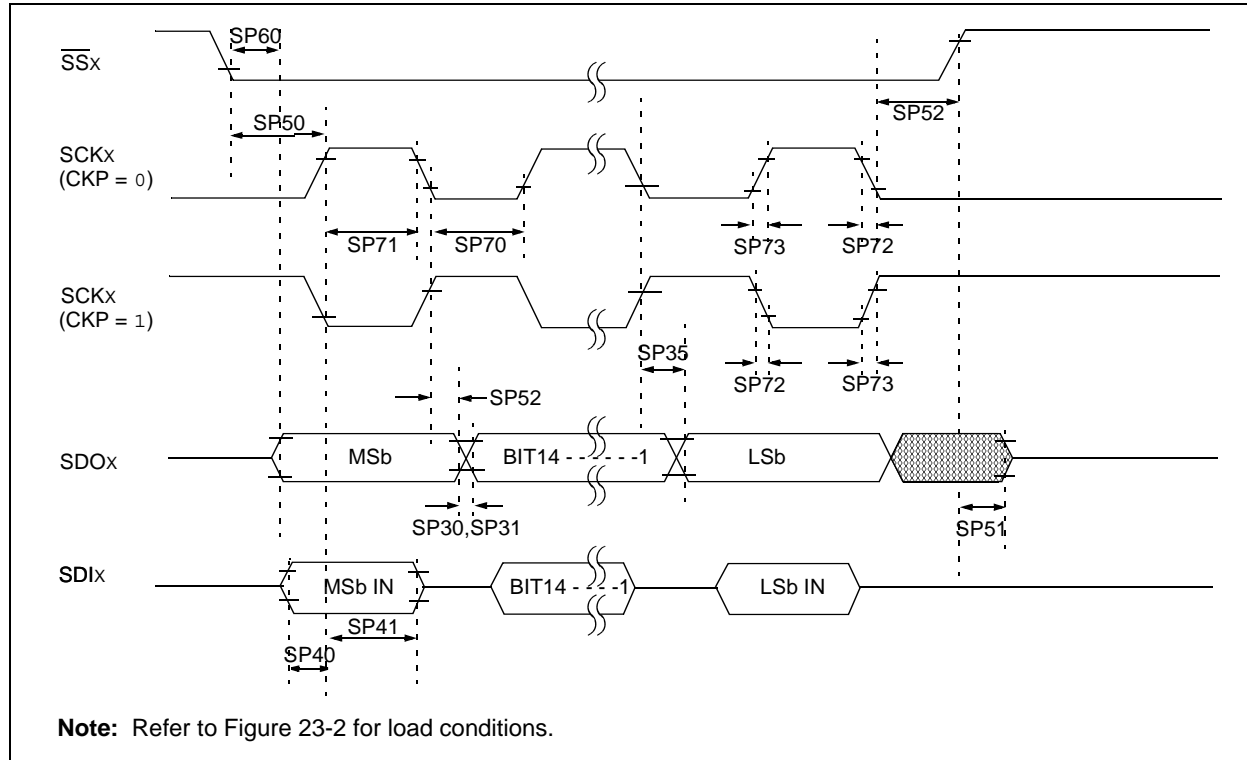 SP60
S̅S̅x
SP52
SP50
SCKx
(CKP = 0)
SP71
SP70
SP73
SP72
SCKx
(CKP = 1)
SP35
SP72
SP73
SP52
SDOx
MSb
BIT14 - - - - - -1
LSb
SP30,SP31
SP51
SDIx
MSb IN
BIT14 - - - -1
LSb IN
SP41
SP40
Note: Refer to Figure 23-2 for load conditions.